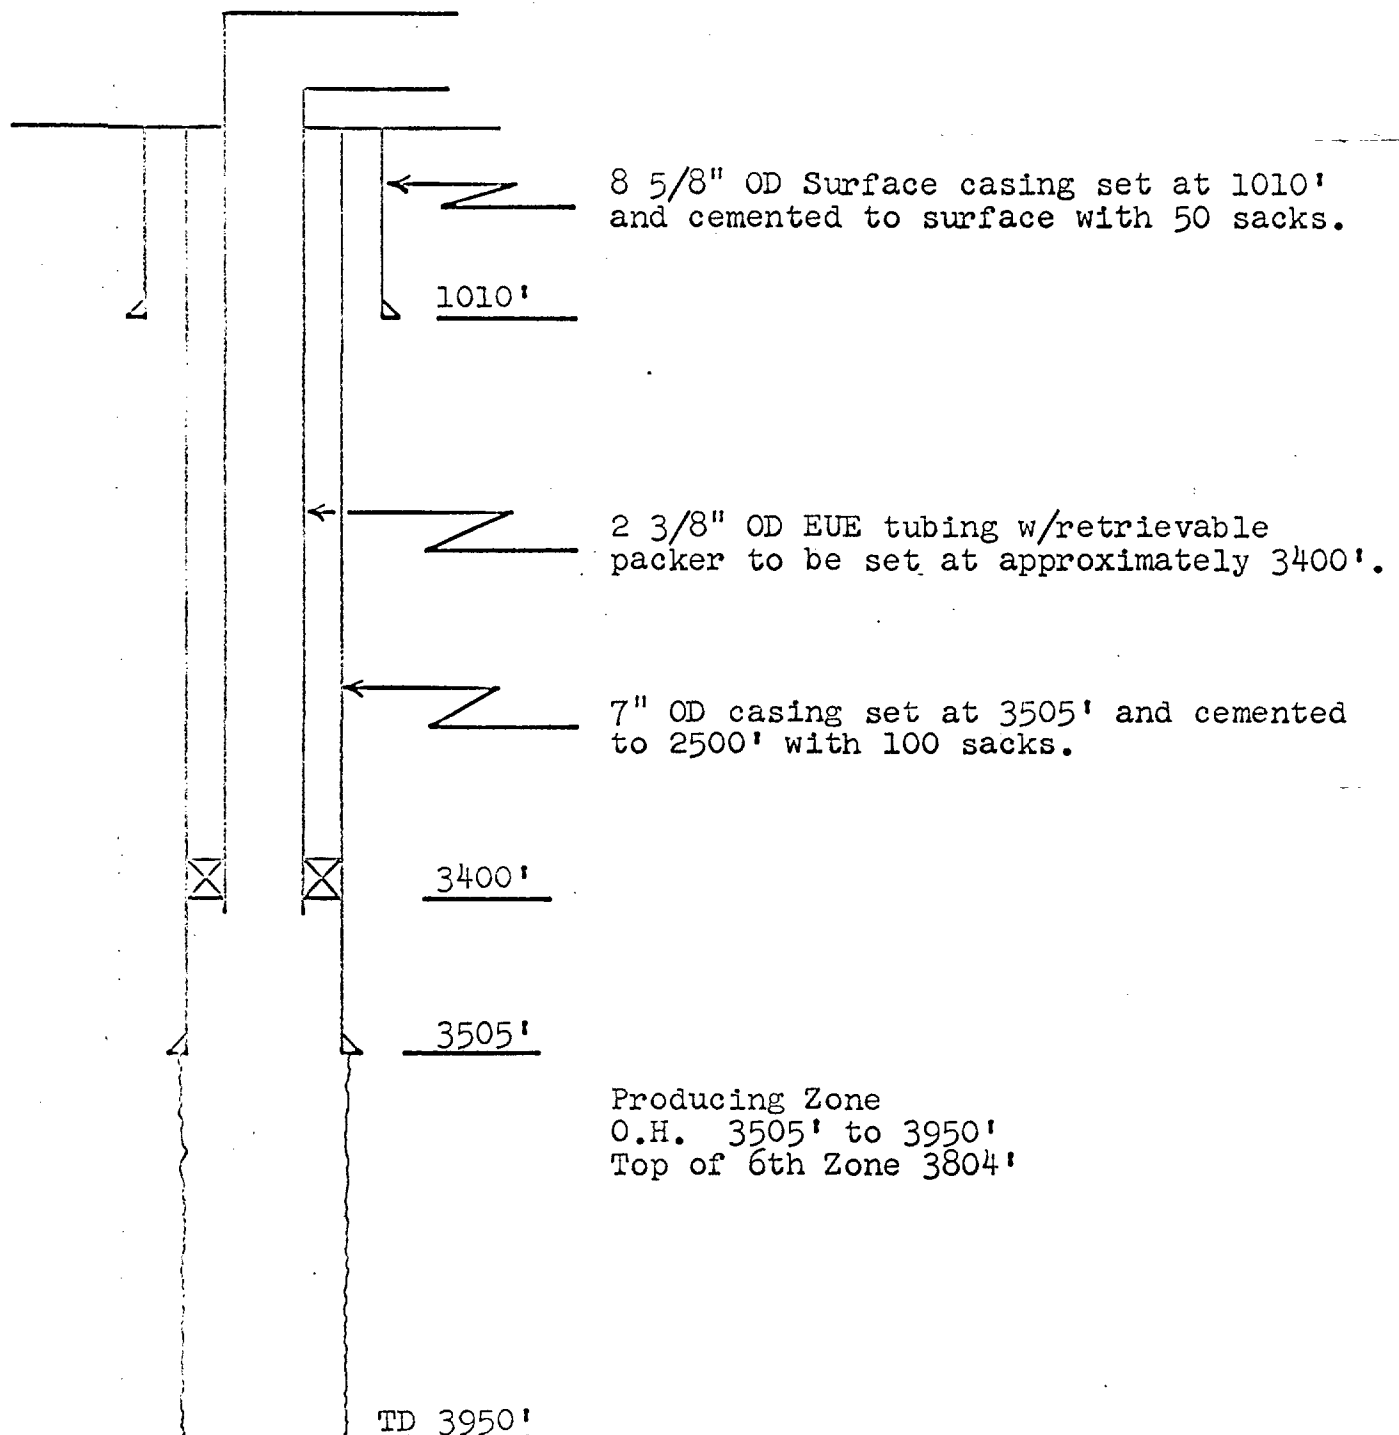 8 5/8" OD Surface casing set at 1010'
and cemented to surface with 50 sacks.
1010'
2 3/8" OD EUE tubing w/retrievable
packer to be set at approximately 3400'.
7" OD casing set at 3505' and cemented
to 2500' with 100 sacks.
3400'
3505'
Producing Zone
O.H. 3505' to 3950'
Top of 6th Zone 3804'
TD 3950'